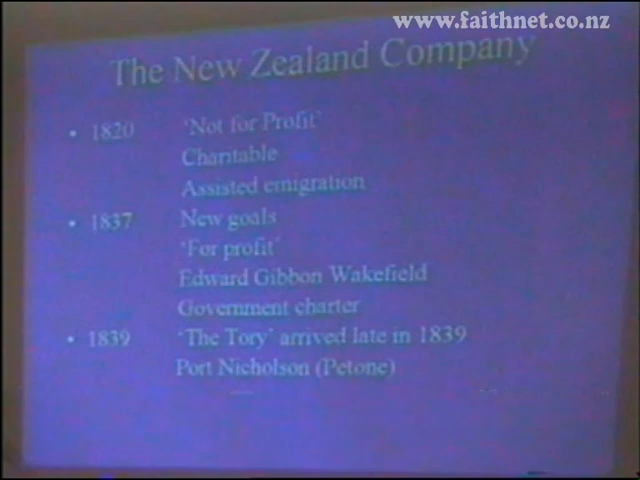 www.faithnet.co.nz
The New Zealand Company
• 1820 'Not for Profit'
Charitable
Assisted emigration
• 1837 New goals
'For profit'
Edward Gibbon Wakefield
Government charter
• 1839 'The Tory' arrived late in 1839
Port Nicholson (Petone)